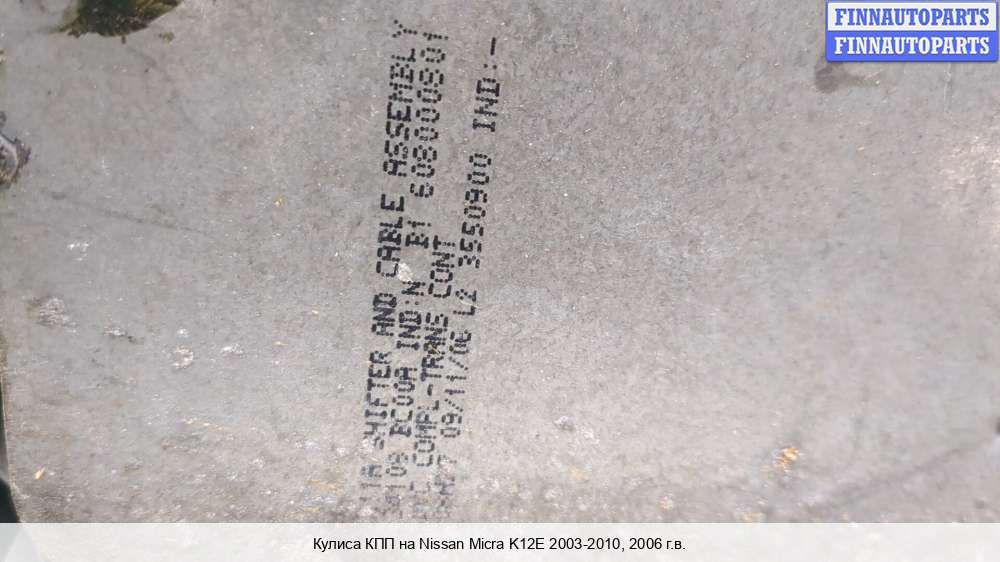 FINNAUTOPARTS
FINNAUTOPARTS
SHIFTER AND CABLE ASSEMBLY
BC00A IND:N B1 6080000801
COMPL-TRANS CONT
09/11/06 L2 3550900 IND:-
Кулиса КПП на Nissan Micra K12E 2003-2010, 2006 г.в.